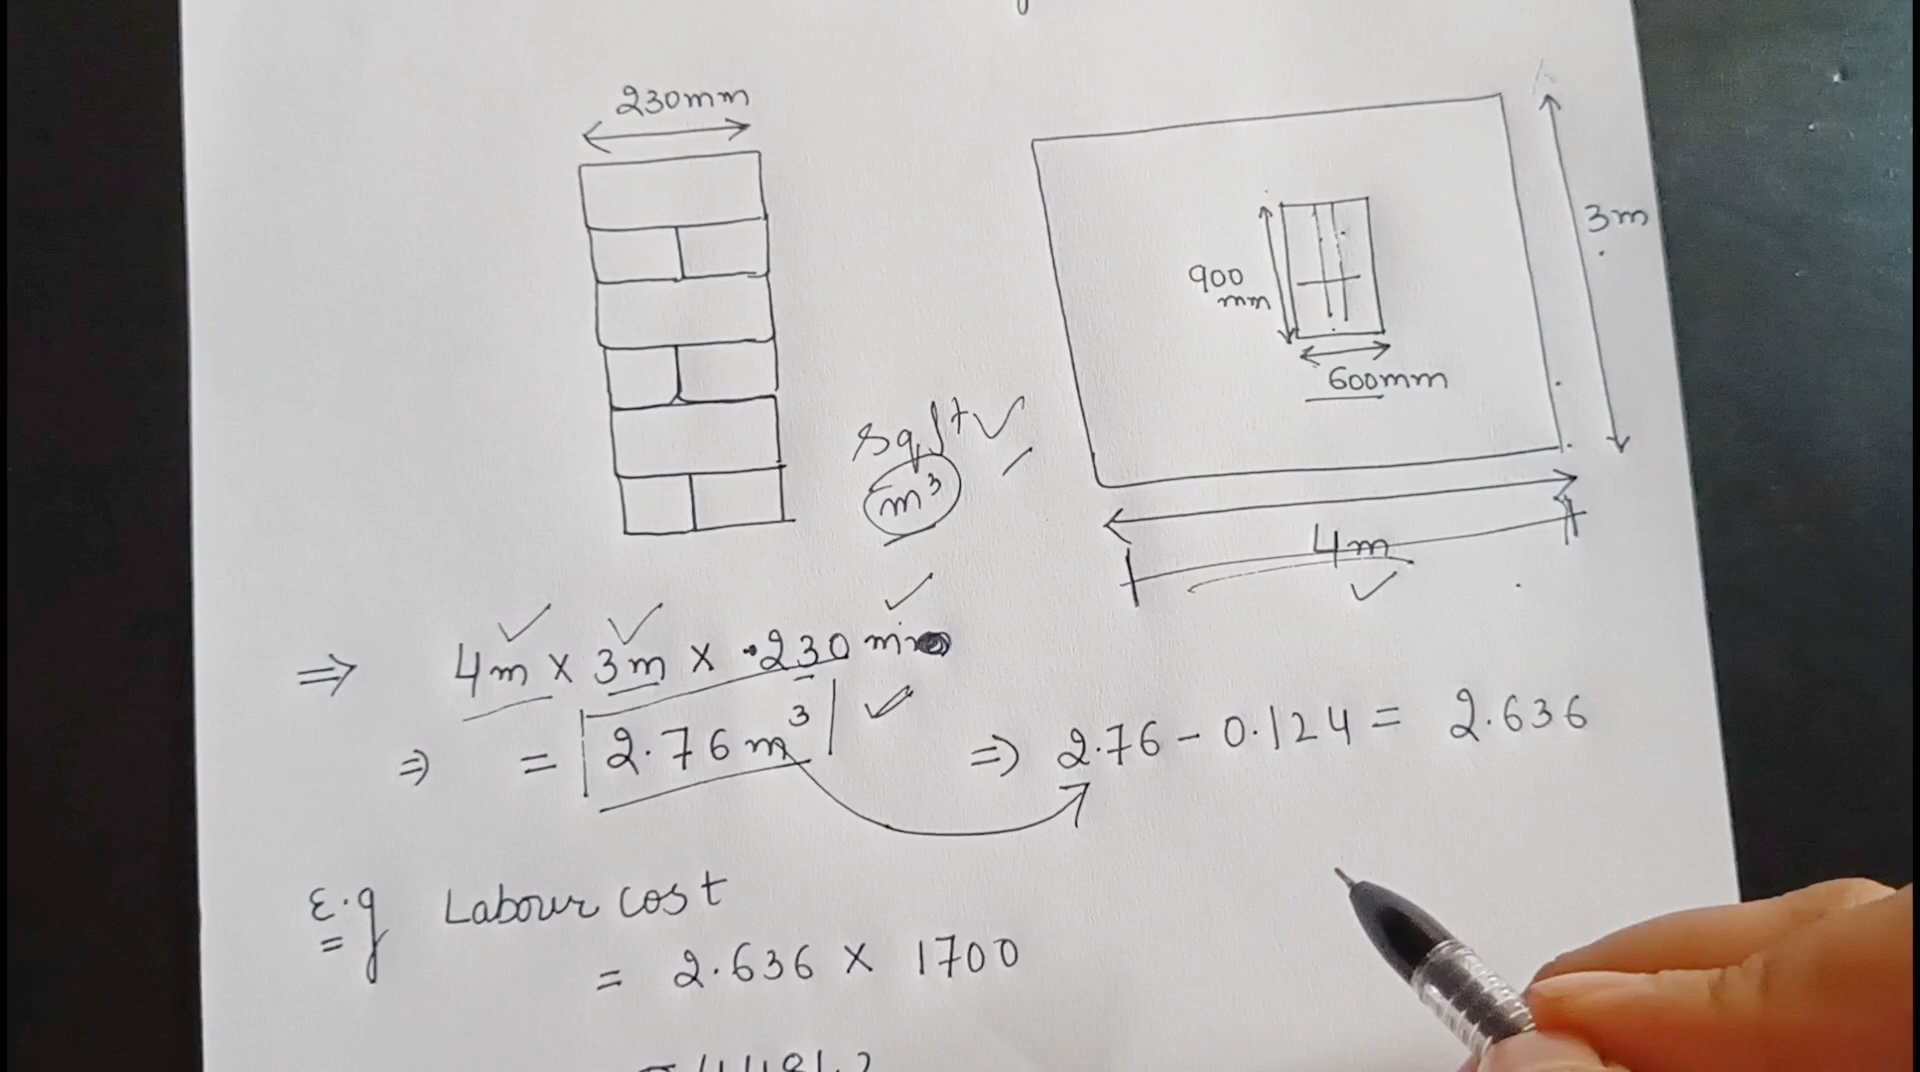 230mm
3m
900
mm
600mm
sqft
m³
4m
⇒ 4m x 3m x .230 m
⇒ = 2.76 m³
⇒ 2.76 - 0.124 = 2.636
E.g Labour cost
= 2.636 x 1700